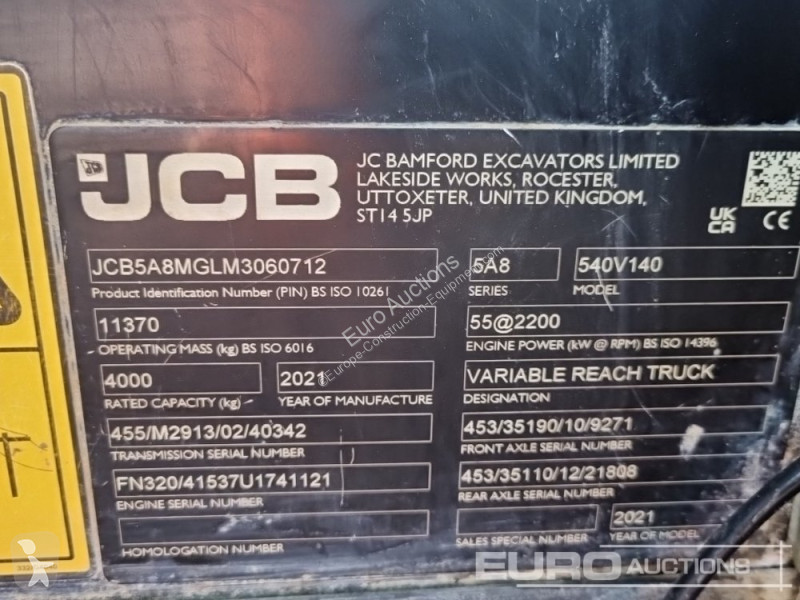 JCB
JC BAMFORD EXCAVATORS LIMITED
LAKESIDE WORKS, ROCESTER,
UTTOXETER, UNITED KINGDOM,
ST14 5JP
UK
CA CE
JCB5A8MGLM3060712 5A8 540V140
Product Identification Number (PIN) BS ISO 10261 SERIES MODEL
11370 55@2200
OPERATING MASS (kg) BS ISO 6016 ENGINE POWER (kW @ RPM) BS ISO 14396
4000 2021 VARIABLE REACH TRUCK
RATED CAPACITY (kg) YEAR OF MANUFACTURE DESIGNATION
455/M2913/02/40342 453/35190/10/9271
TRANSMISSION SERIAL NUMBER FRONT AXLE SERIAL NUMBER
FN320/41537U1741121 453/35110/12/21808
ENGINE SERIAL NUMBER REAR AXLE SERIAL NUMBER
2021
HOMOLOGATION NUMBER SALES SPECIAL NUMBER YEAR OF MODEL
Euro Auctions
©Europe-Construction-Equipment.com
EURO AUCTIONS